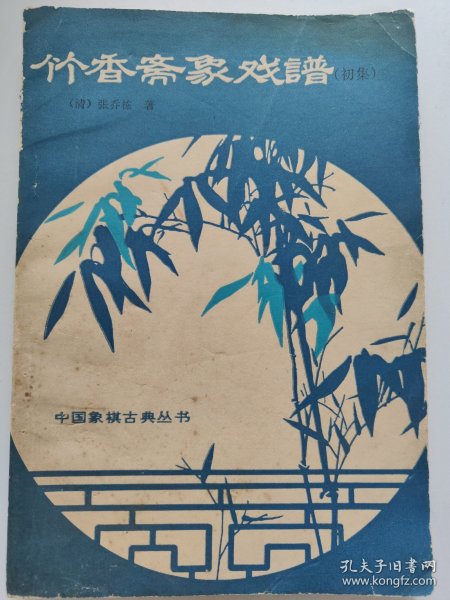 竹香斋象戏譜(初集)
(清)张乔栋 著
中国象棋古典丛书
孔夫子旧书网
www.kongfz.com